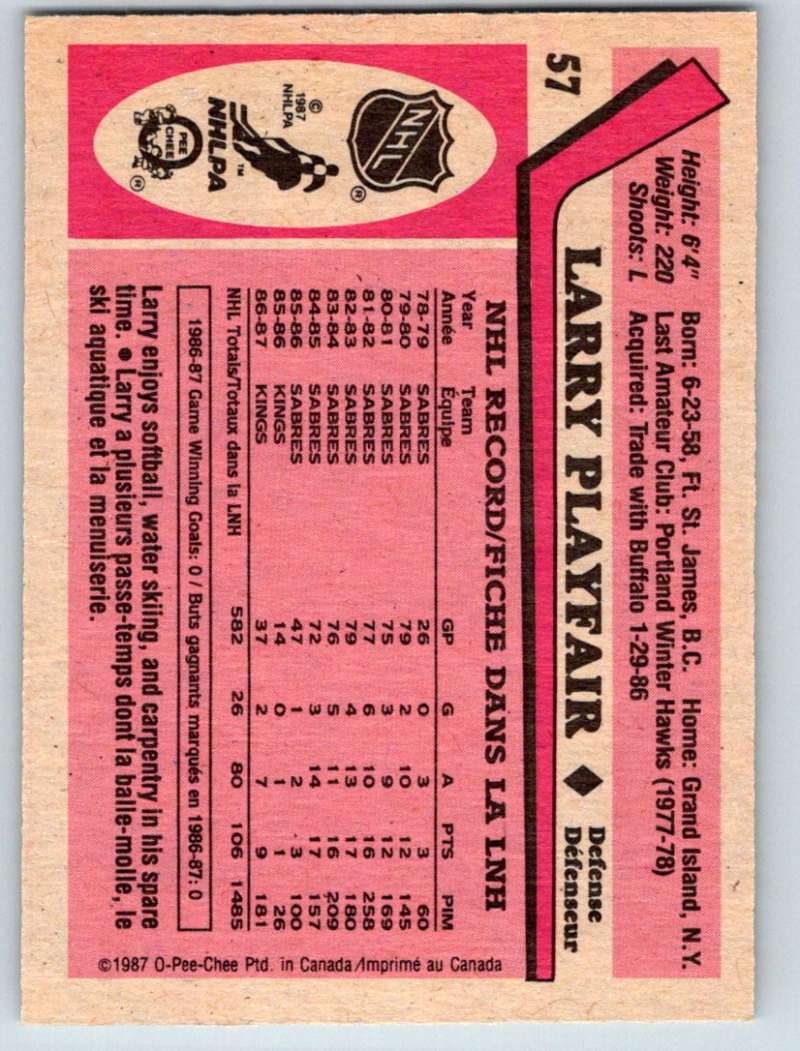 57
Height: 6'4" Born: 6-23-58, Ft. St. James, B.C. Home: Grand Island, N.Y.
Weight: 220 Last Amateur Club: Portland Winter Hawks (1977-78)
Shoots: L Acquired: Trade with Buffalo 1-29-86
LARRY PLAYFAIR ◆ Defense
Défenseur
NHL
®
© 1987 NHLPA
NHLPA
™
O PEE CHEE
®
NHL RECORD/FICHE DANS LA LNH
Year Team
Année Équipe GP G A PTS PIM
78-79 SABRES 26 0 3 3 60
79-80 SABRES 79 2 10 12 145
80-81 SABRES 75 3 9 12 169
81-82 SABRES 77 6 10 16 258
82-83 SABRES 79 4 13 17 180
83-84 SABRES 76 5 11 16 209
84-85 SABRES 72 3 14 17 157
85-86 SABRES 47 1 2 3 100
85-86 KINGS 14 0 1 1 26
86-87 KINGS 37 2 7 9 181
NHL Totals/Totaux dans la LNH 582 26 80 106 1485
1986-87 Game Winning Goals: 0 / Buts gagnants marqués en 1986-87: 0
Larry enjoys softball, water skiing, and carpentry in his spare
time. ● Larry a plusieurs passe-temps dont la balle-molle, le
ski aquatique et la menuiserie.
©1987 O-Pee-Chee Ptd. in Canada/Imprimé au Canada